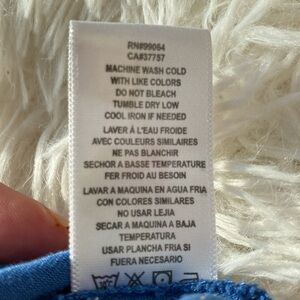 RN#99064
CA#37757
MACHINE WASH COLD
WITH LIKE COLORS
DO NOT BLEACH
TUMBLE DRY LOW
COOL IRON IF NEEDED
LAVER À L'EAU FROIDE
AVEC COULEURS SIMILAIRES
NE PAS BLANCHIR
SECHOR A BASSE TEMPERATURE
FER FROID AU BESOIN
LAVAR A MAQUINA EN AGUA FRIA
CON COLORES SIMILARES
NO USAR LEJIA
SECAR A MAQUINA A BAJA
TEMPERATURA
USAR PLANCHA FRIA SI
FUERA NECESARIO